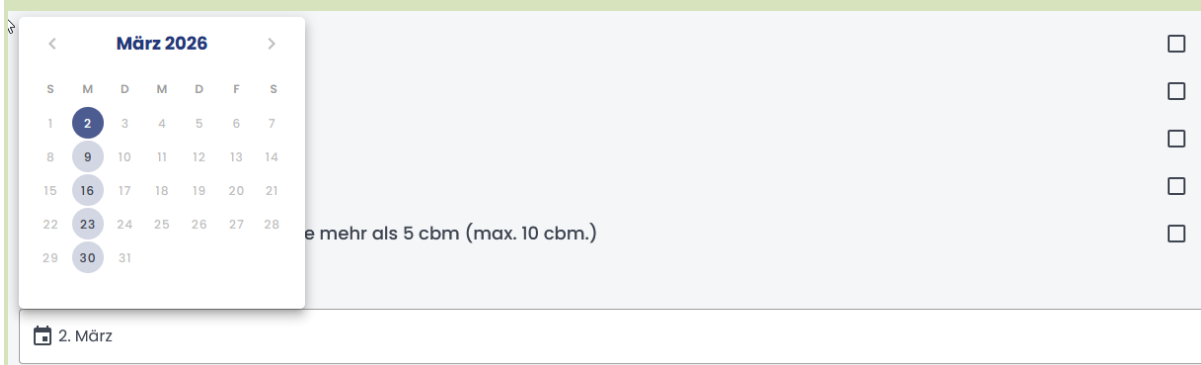 März 2026
S M D M D F S
1 2 3 4 5 6 7
8 9 10 11 12 13 14
15 16 17 18 19 20 21
22 23 24 25 26 27 28
e mehr als 5 cbm (max. 10 cbm.)
29 30 31
2. März